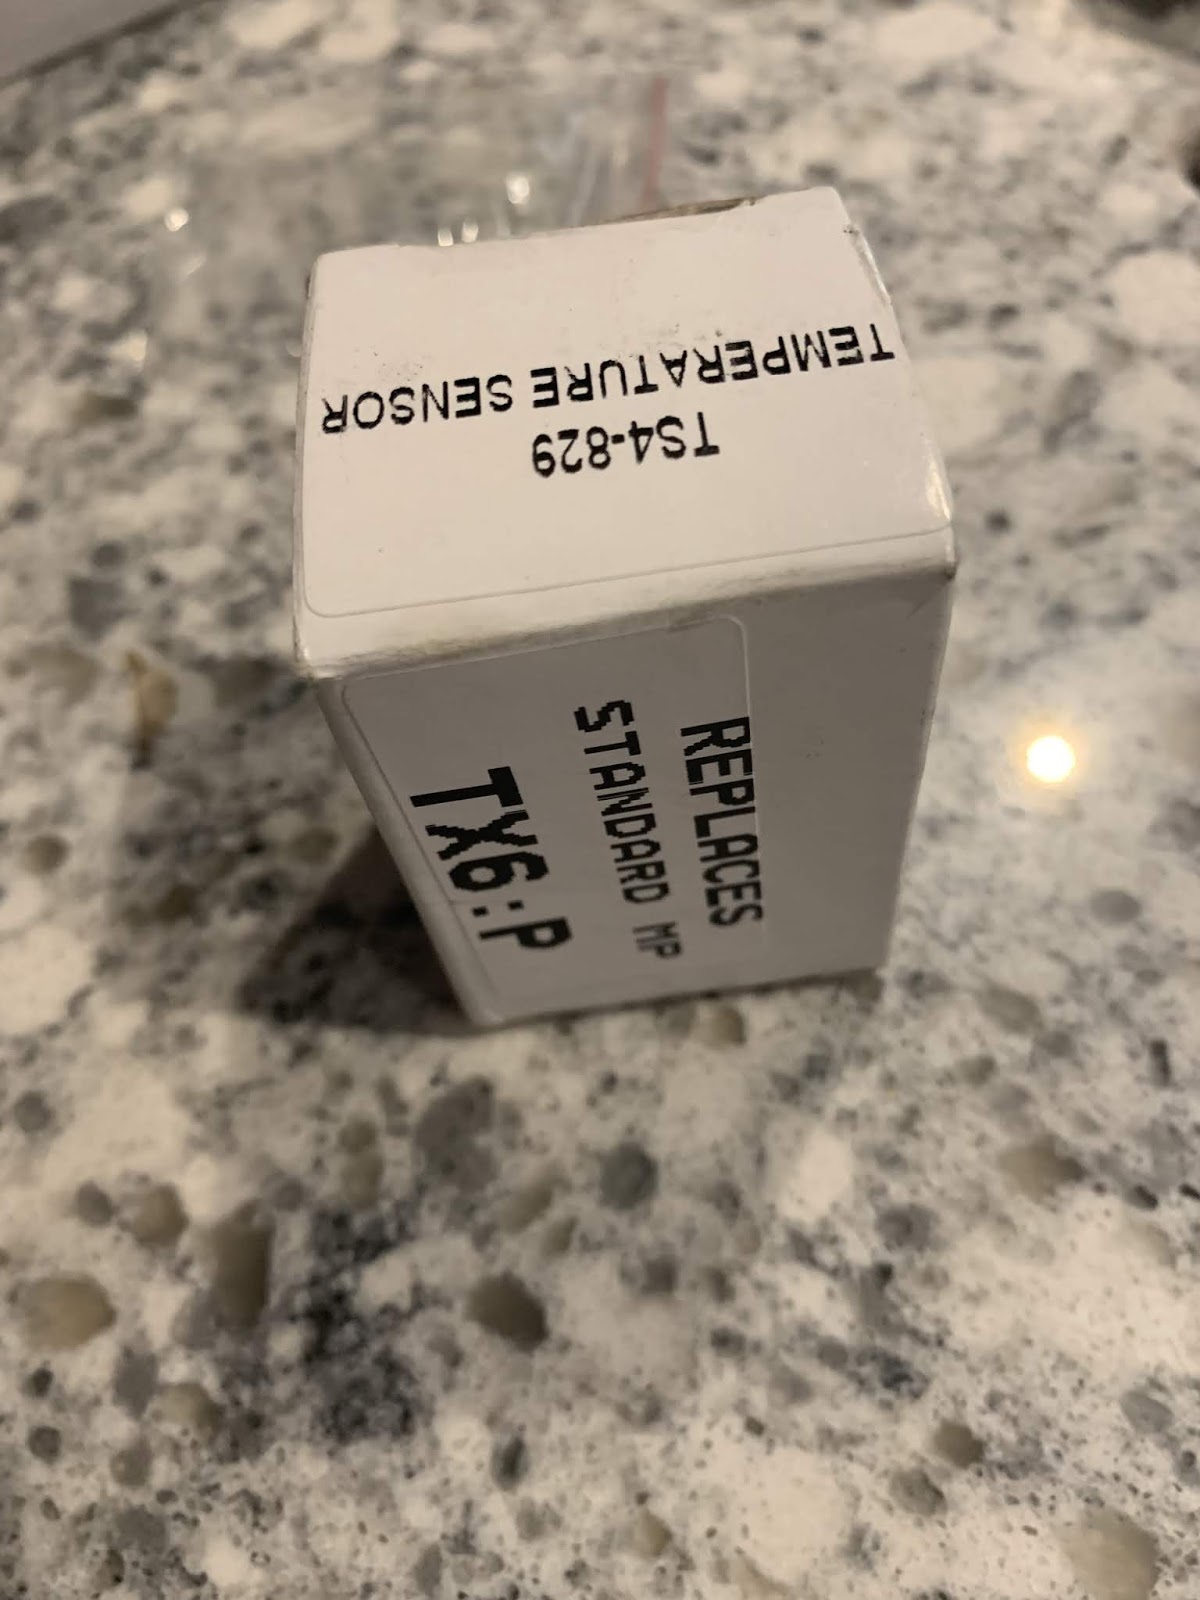 TEMPERATURE SENSOR
TS4-829
REPLACES
STANDARD MP
TX6:P